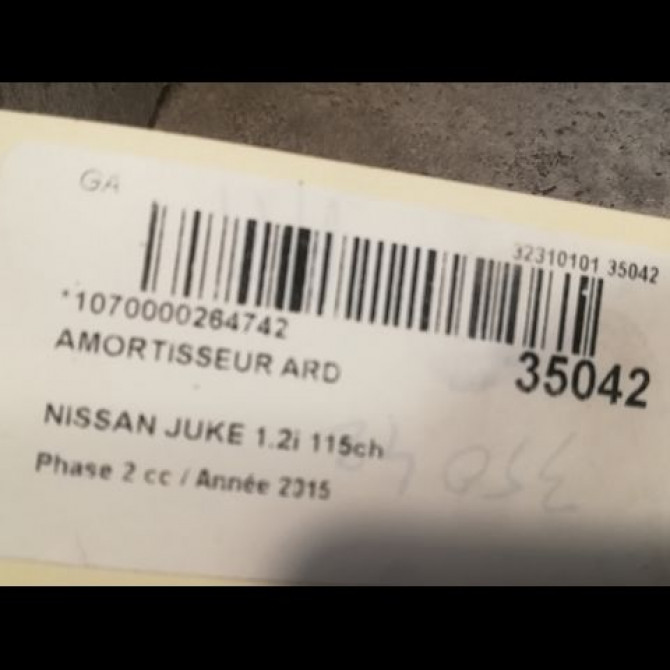 GA
32310101 35042
*1070000264742
35042
AMORTISSEUR ARD
NISSAN JUKE 1.2i 115ch
Phase 2 cc / Année 2015